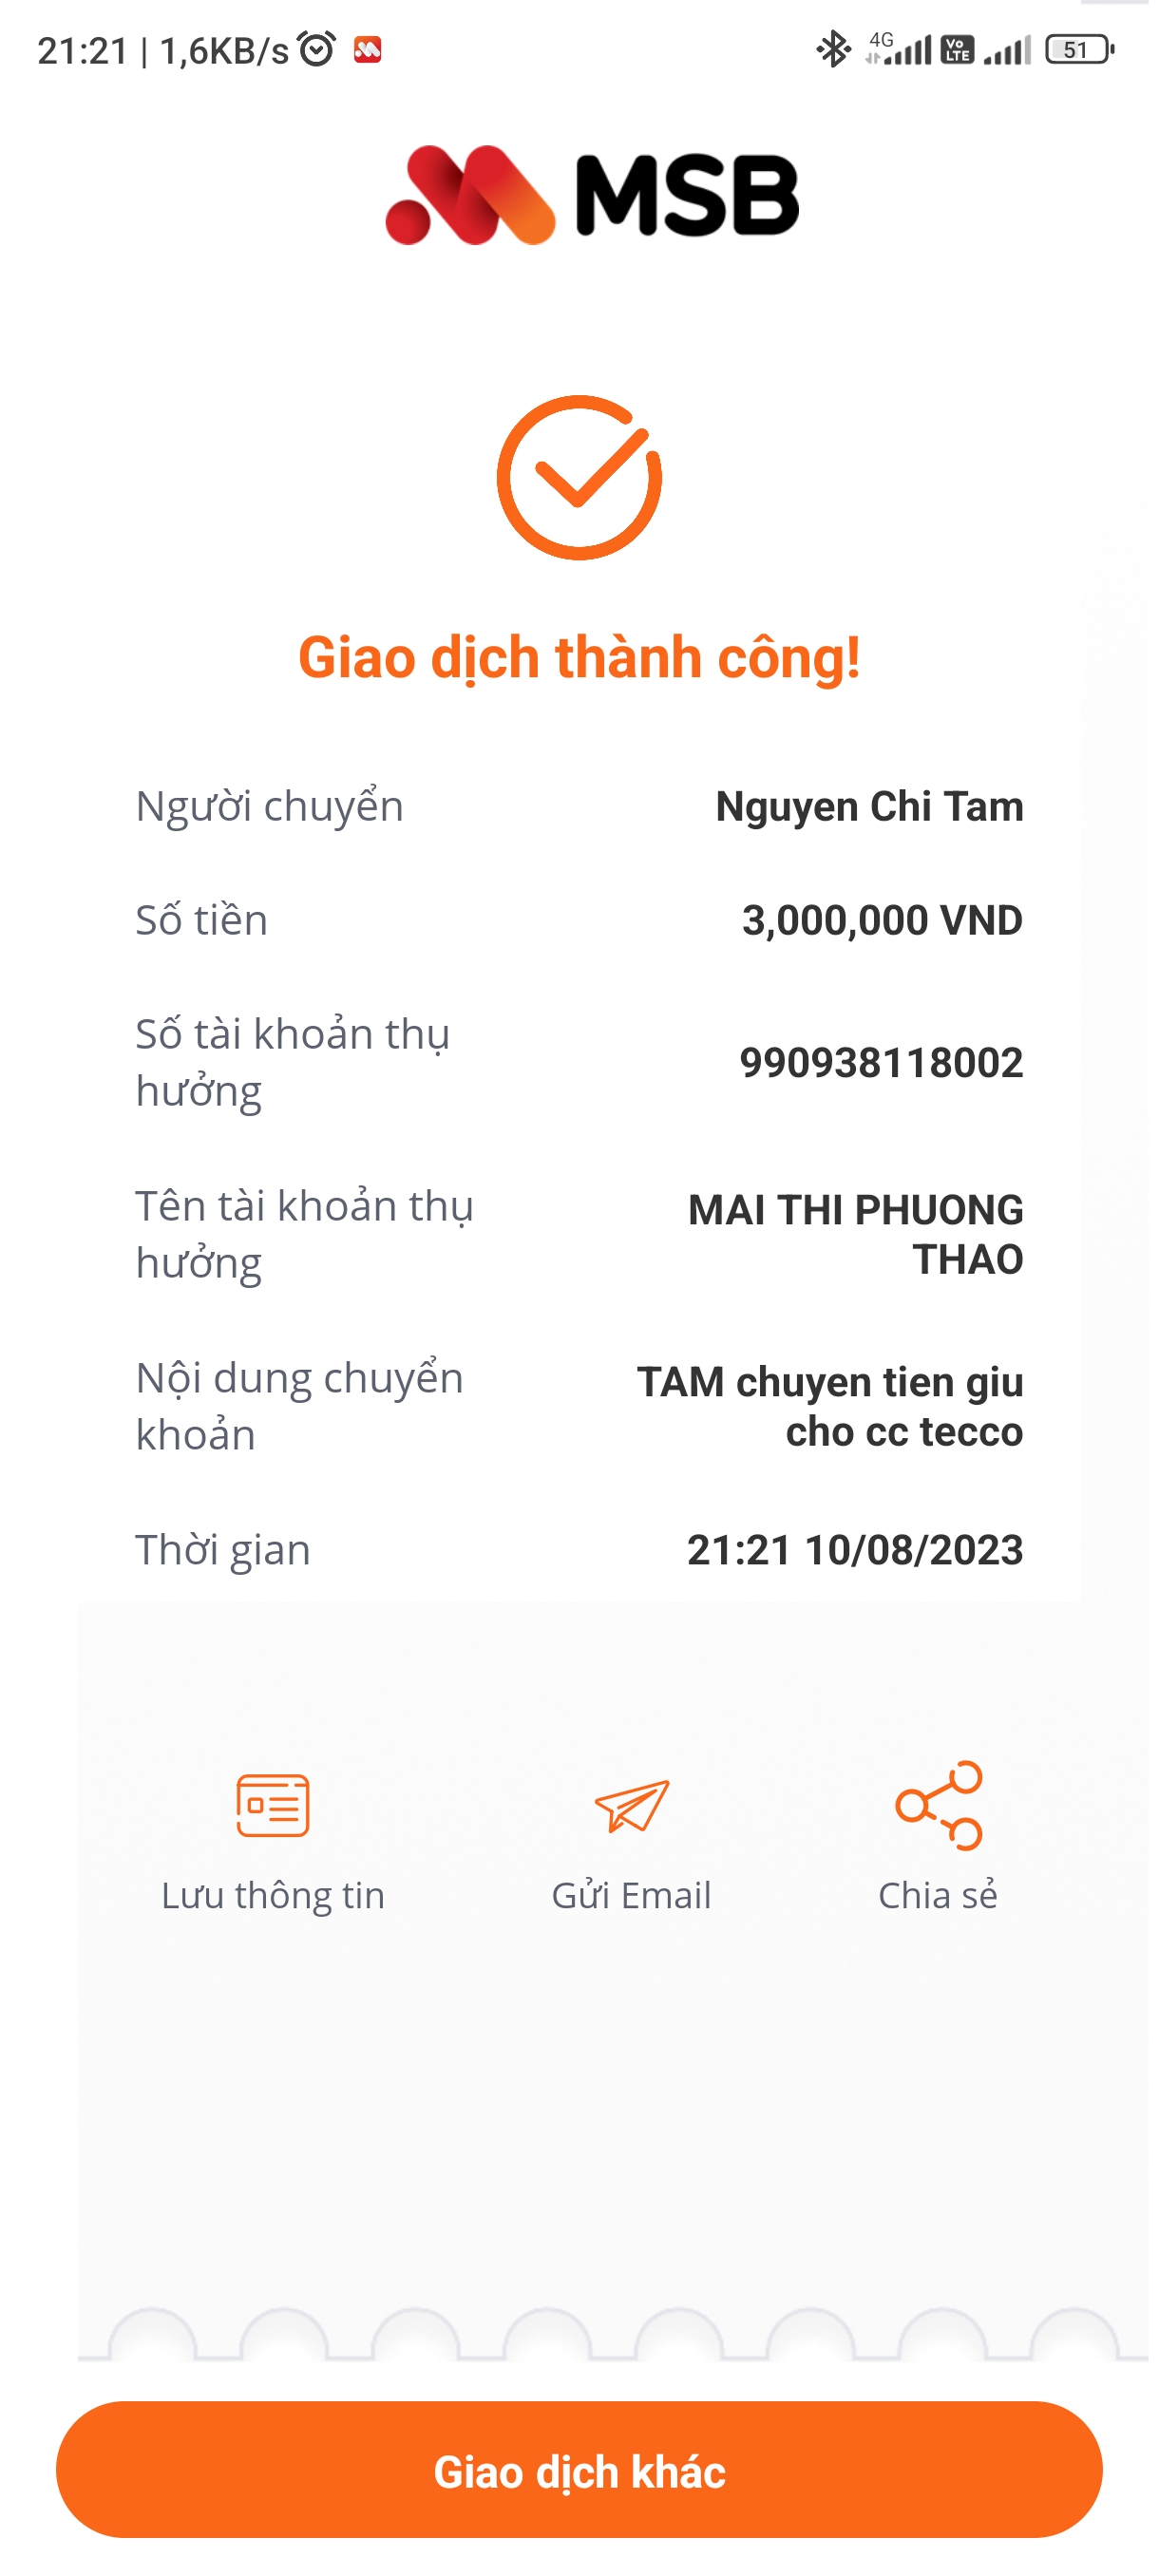 21:21 | 1,6KB/s
4G
Vo
LTE
51
MSB
Giao dịch thành công!
Người chuyển
Nguyen Chi Tam
Số tiền
3,000,000 VND
Số tài khoản thụ
hưởng
990938118002
Tên tài khoản thụ
hưởng
MAI THI PHUONG
THAO
Nội dung chuyển
khoản
TAM chuyen tien giu
cho cc tecco
Thời gian
21:21 10/08/2023
Lưu thông tin
Gửi Email
Chia sẻ
Giao dịch khác